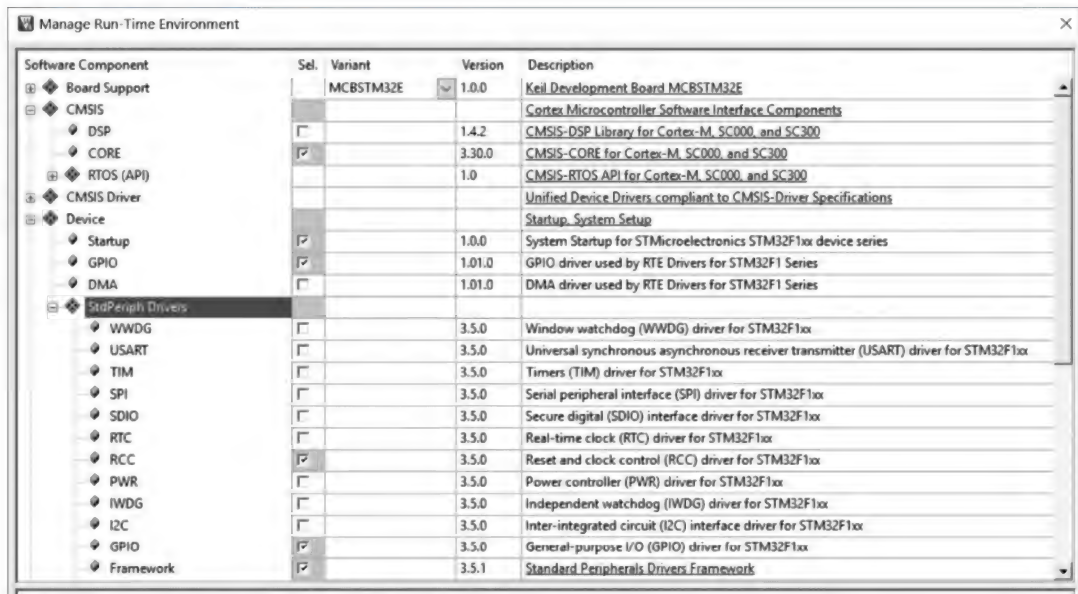 Manage Run-Time Environment
Software Component Sel. Variant Version Description
Board Support MCBSTM32E 1.0.0 Keil Development Board MCBSTM32E
CMSIS Cortex Microcontroller Software Interface Components
DSP 1.4.2 CMSIS-DSP Library for Cortex-M, SC000, and SC300
CORE 3.30.0 CMSIS-CORE for Cortex-M, SC000, and SC300
RTOS (API) 1.0 CMSIS-RTOS API for Cortex-M, SC000, and SC300
CMSIS Driver Unified Device Drivers compliant to CMSIS-Driver Specifications
Device Startup, System Setup
Startup 1.0.0 System Startup for STMicroelectronics STM32F1xx device series
GPIO 1.01.0 GPIO driver used by RTE Drivers for STM32F1 Series
DMA 1.01.0 DMA driver used by RTE Drivers for STM32F1 Series
StdPeriph Drivers
WWDG 3.5.0 Window watchdog (WWDG) driver for STM32F1xx
USART 3.5.0 Universal synchronous asynchronous receiver transmitter (USART) driver for STM32F1xx
TIM 3.5.0 Timers (TIM) driver for STM32F1xx
SPI 3.5.0 Serial peripheral interface (SPI) driver for STM32F1xx
SDIO 3.5.0 Secure digital (SDIO) interface driver for STM32F1xx
RTC 3.5.0 Real-time clock (RTC) driver for STM32F1xx
RCC 3.5.0 Reset and clock control (RCC) driver for STM32F1xx
PWR 3.5.0 Power controller (PWR) driver for STM32F1xx
IWDG 3.5.0 Independent watchdog (IWDG) driver for STM32F1xx
I2C 3.5.0 Inter-integrated circuit (I2C) interface driver for STM32F1xx
GPIO 3.5.0 General-purpose I/O (GPIO) driver for STM32F1xx
Framework 3.5.1 Standard Peripherals Drivers Framework